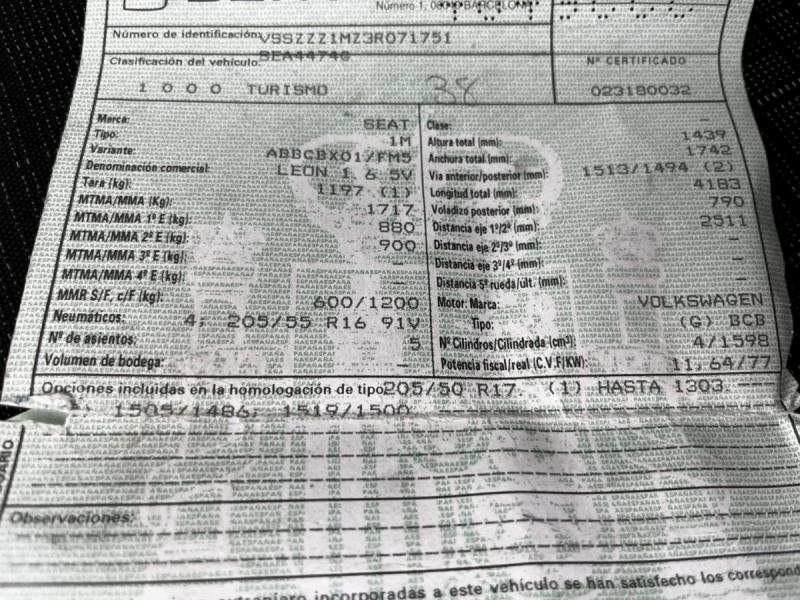 Número 1, 08040 BARCELONA
Número de identificación VSSZZZ1MZ3R071751
Clasificación del vehículo: SEA44746
1000 TURISMO 38
Nº CERTIFICADO
023180032
Marca: SEAT
Tipo: 1M
Variante: ABBCBX01/FM5
Denominación comercial: LEON 1.6 5V
Tara (kg): 1197 (1)
MTMA/MMA (Kg): 1717
MTMA/MMA 1º E (kg): 880
MTMA/MMA 2º E (kg): 900
MTMA/MMA 3º E (kg): —
MTMA/MMA 4º E (kg): —
MMR S/F, c/F (kg): 600/1200
Neumáticos: 4, 205/55 R16 91V
Nº de asientos: 5
Volumen de bodega: —
Clase: —
Altura total (mm): 1439
Anchura total (mm): 1742
Via anterior/posterior (mm): 1513/1494 (2)
Longitud total (mm): 4183
Voladizo posterior (mm): 790
Distancia eje 1º/2º (mm): 2511
Distancia eje 2º/3º (mm): —
Distancia eje 3º/4º (mm): —
Distancia 5ª rueda/últ. (mm): —
Motor: Marca: VOLKSWAGEN
Tipo: (G) BCB
Nº Cilindros/Cilindrada (cm³): 4/1598
Potencia fiscal/real (C.V.F/KW): 11,64/77
Opciones incluidas en la homologación de tipo 205/50 R17. (1) HASTA 1303.
1505/1486, 1519/1500
Observaciones:
incorporadas a este vehículo se han satisfecho los